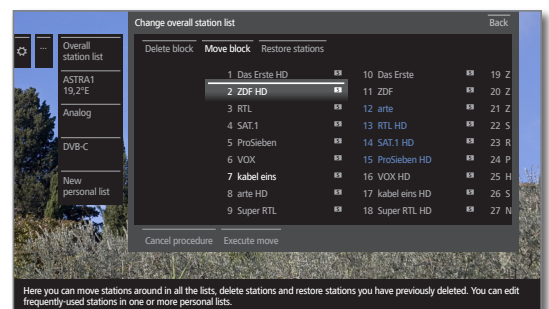 Change overall station list Back
... Overall station list
ASTRA1 19,2°E
Analog
DVB-C
New personal list
Delete block Move block Restore stations
1 Das Erste HD S 10 Das Erste S 19 Z
2 ZDF HD S 11 ZDF S 20 Z
3 RTL S 12 arte S 21 Z
4 SAT.1 S 13 RTL HD S 22 S
5 ProSieben S 14 SAT.1 HD S 23 R
6 VOX S 15 ProSieben HD S 24 P
7 kabel eins S 16 VOX HD S 25 H
8 arte HD S 17 kabel eins HD S 26 S
9 Super RTL S 18 Super RTL HD S 27 N
Cancel procedure Execute move
Here you can move stations around in all the lists, delete stations and restore stations you have previously deleted. You can edit
frequently-used stations in one or more personal lists.